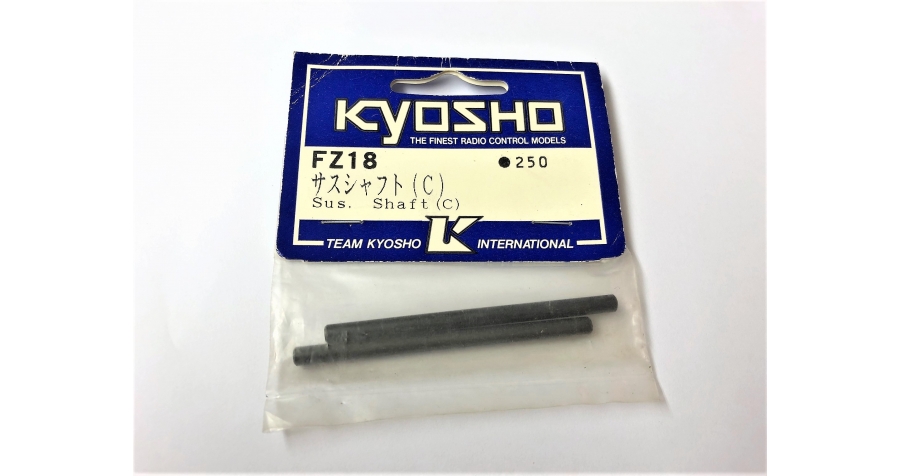 KYOSHO
THE FINEST RADIO CONTROL MODELS
FZ18 ●250
サスシャフト(C)
Sus. Shaft(C)
TEAM KYOSHO K INTERNATIONAL